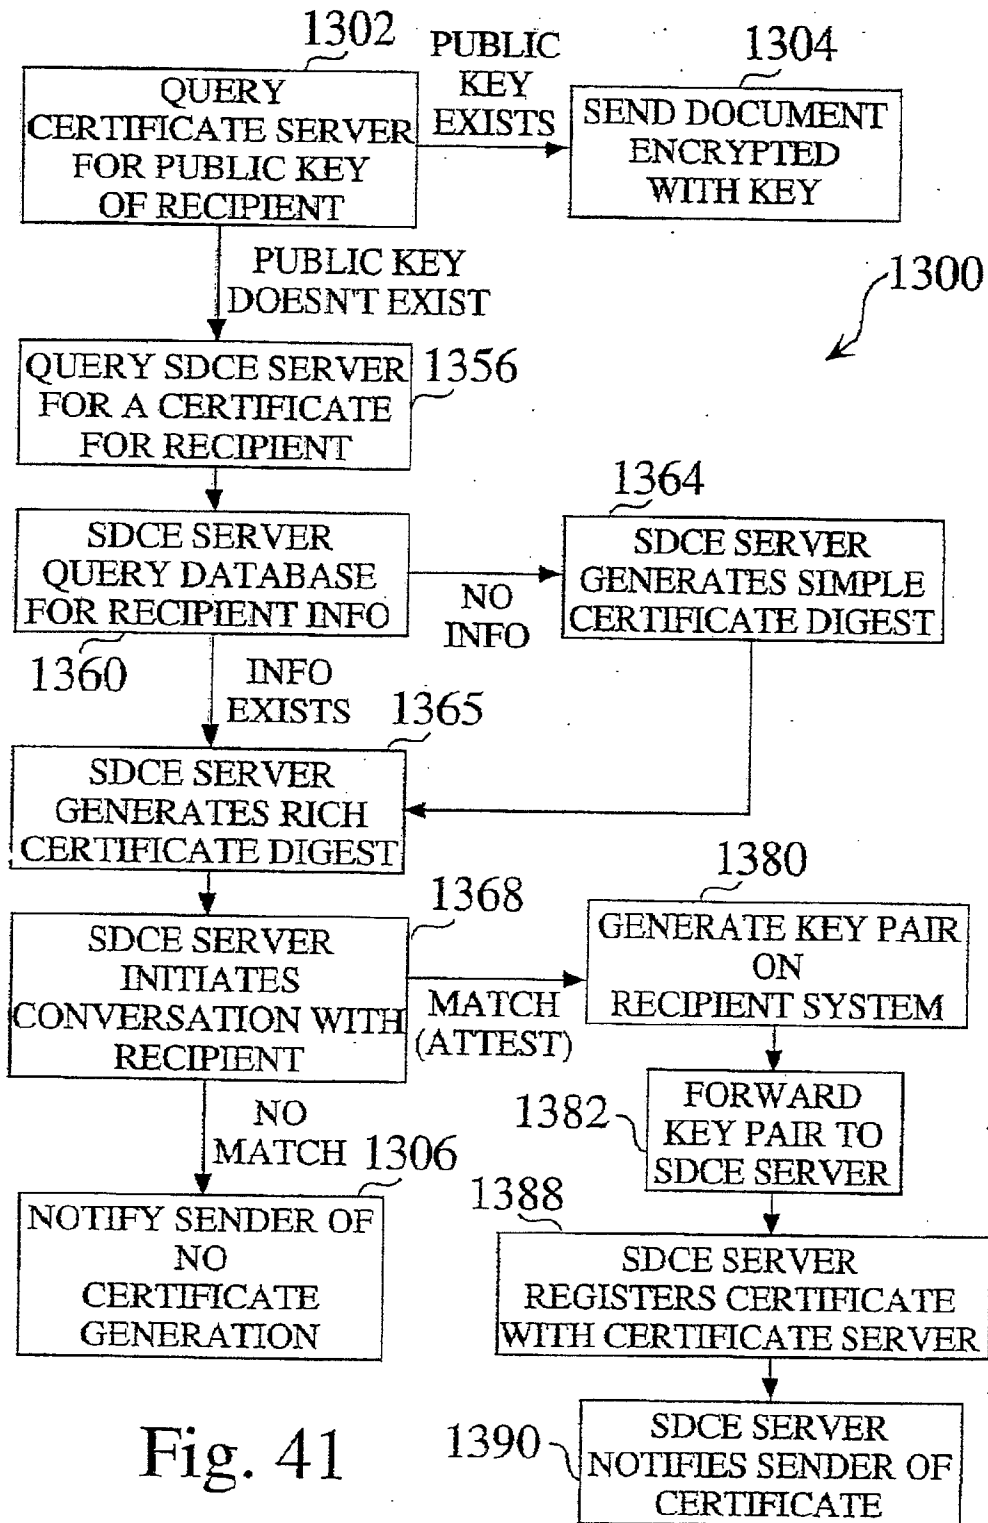 1302
QUERY
CERTIFICATE SERVER
FOR PUBLIC KEY
OF RECIPIENT
PUBLIC
KEY
EXISTS
1304
SEND DOCUMENT
ENCRYPTED
WITH KEY
1300
PUBLIC KEY
DOESN'T EXIST
QUERY SDCE SERVER
FOR A CERTIFICATE
FOR RECIPIENT
1356
SDCE SERVER
QUERY DATABASE
FOR RECIPIENT INFO
1360
NO
INFO
1364
SDCE SERVER
GENERATES SIMPLE
CERTIFICATE DIGEST
INFO
EXISTS
1365
SDCE SERVER
GENERATES RICH
CERTIFICATE DIGEST
1368
SDCE SERVER
INITIATES
CONVERSATION WITH
RECIPIENT
MATCH
(ATTEST)
1380
GENERATE KEY PAIR
ON
RECIPIENT SYSTEM
1382
FORWARD
KEY PAIR TO
SDCE SERVER
NO
MATCH
1306
NOTIFY SENDER OF
NO
CERTIFICATE
GENERATION
1388
SDCE SERVER
REGISTERS CERTIFICATE
WITH CERTIFICATE SERVER
1390
SDCE SERVER
NOTIFIES SENDER OF
CERTIFICATE
Fig. 41